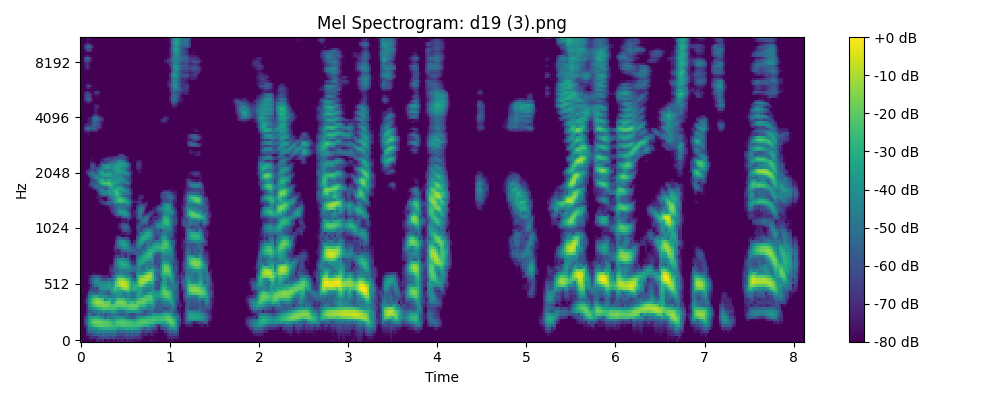 Mel Spectrogram: d19 (3).png
Hz
8192
4096
2048
1024
512
0
0 1 2 3 4 5 6 7 8
Time
+0 dB
-10 dB
-20 dB
-30 dB
-40 dB
-50 dB
-60 dB
-70 dB
-80 dB